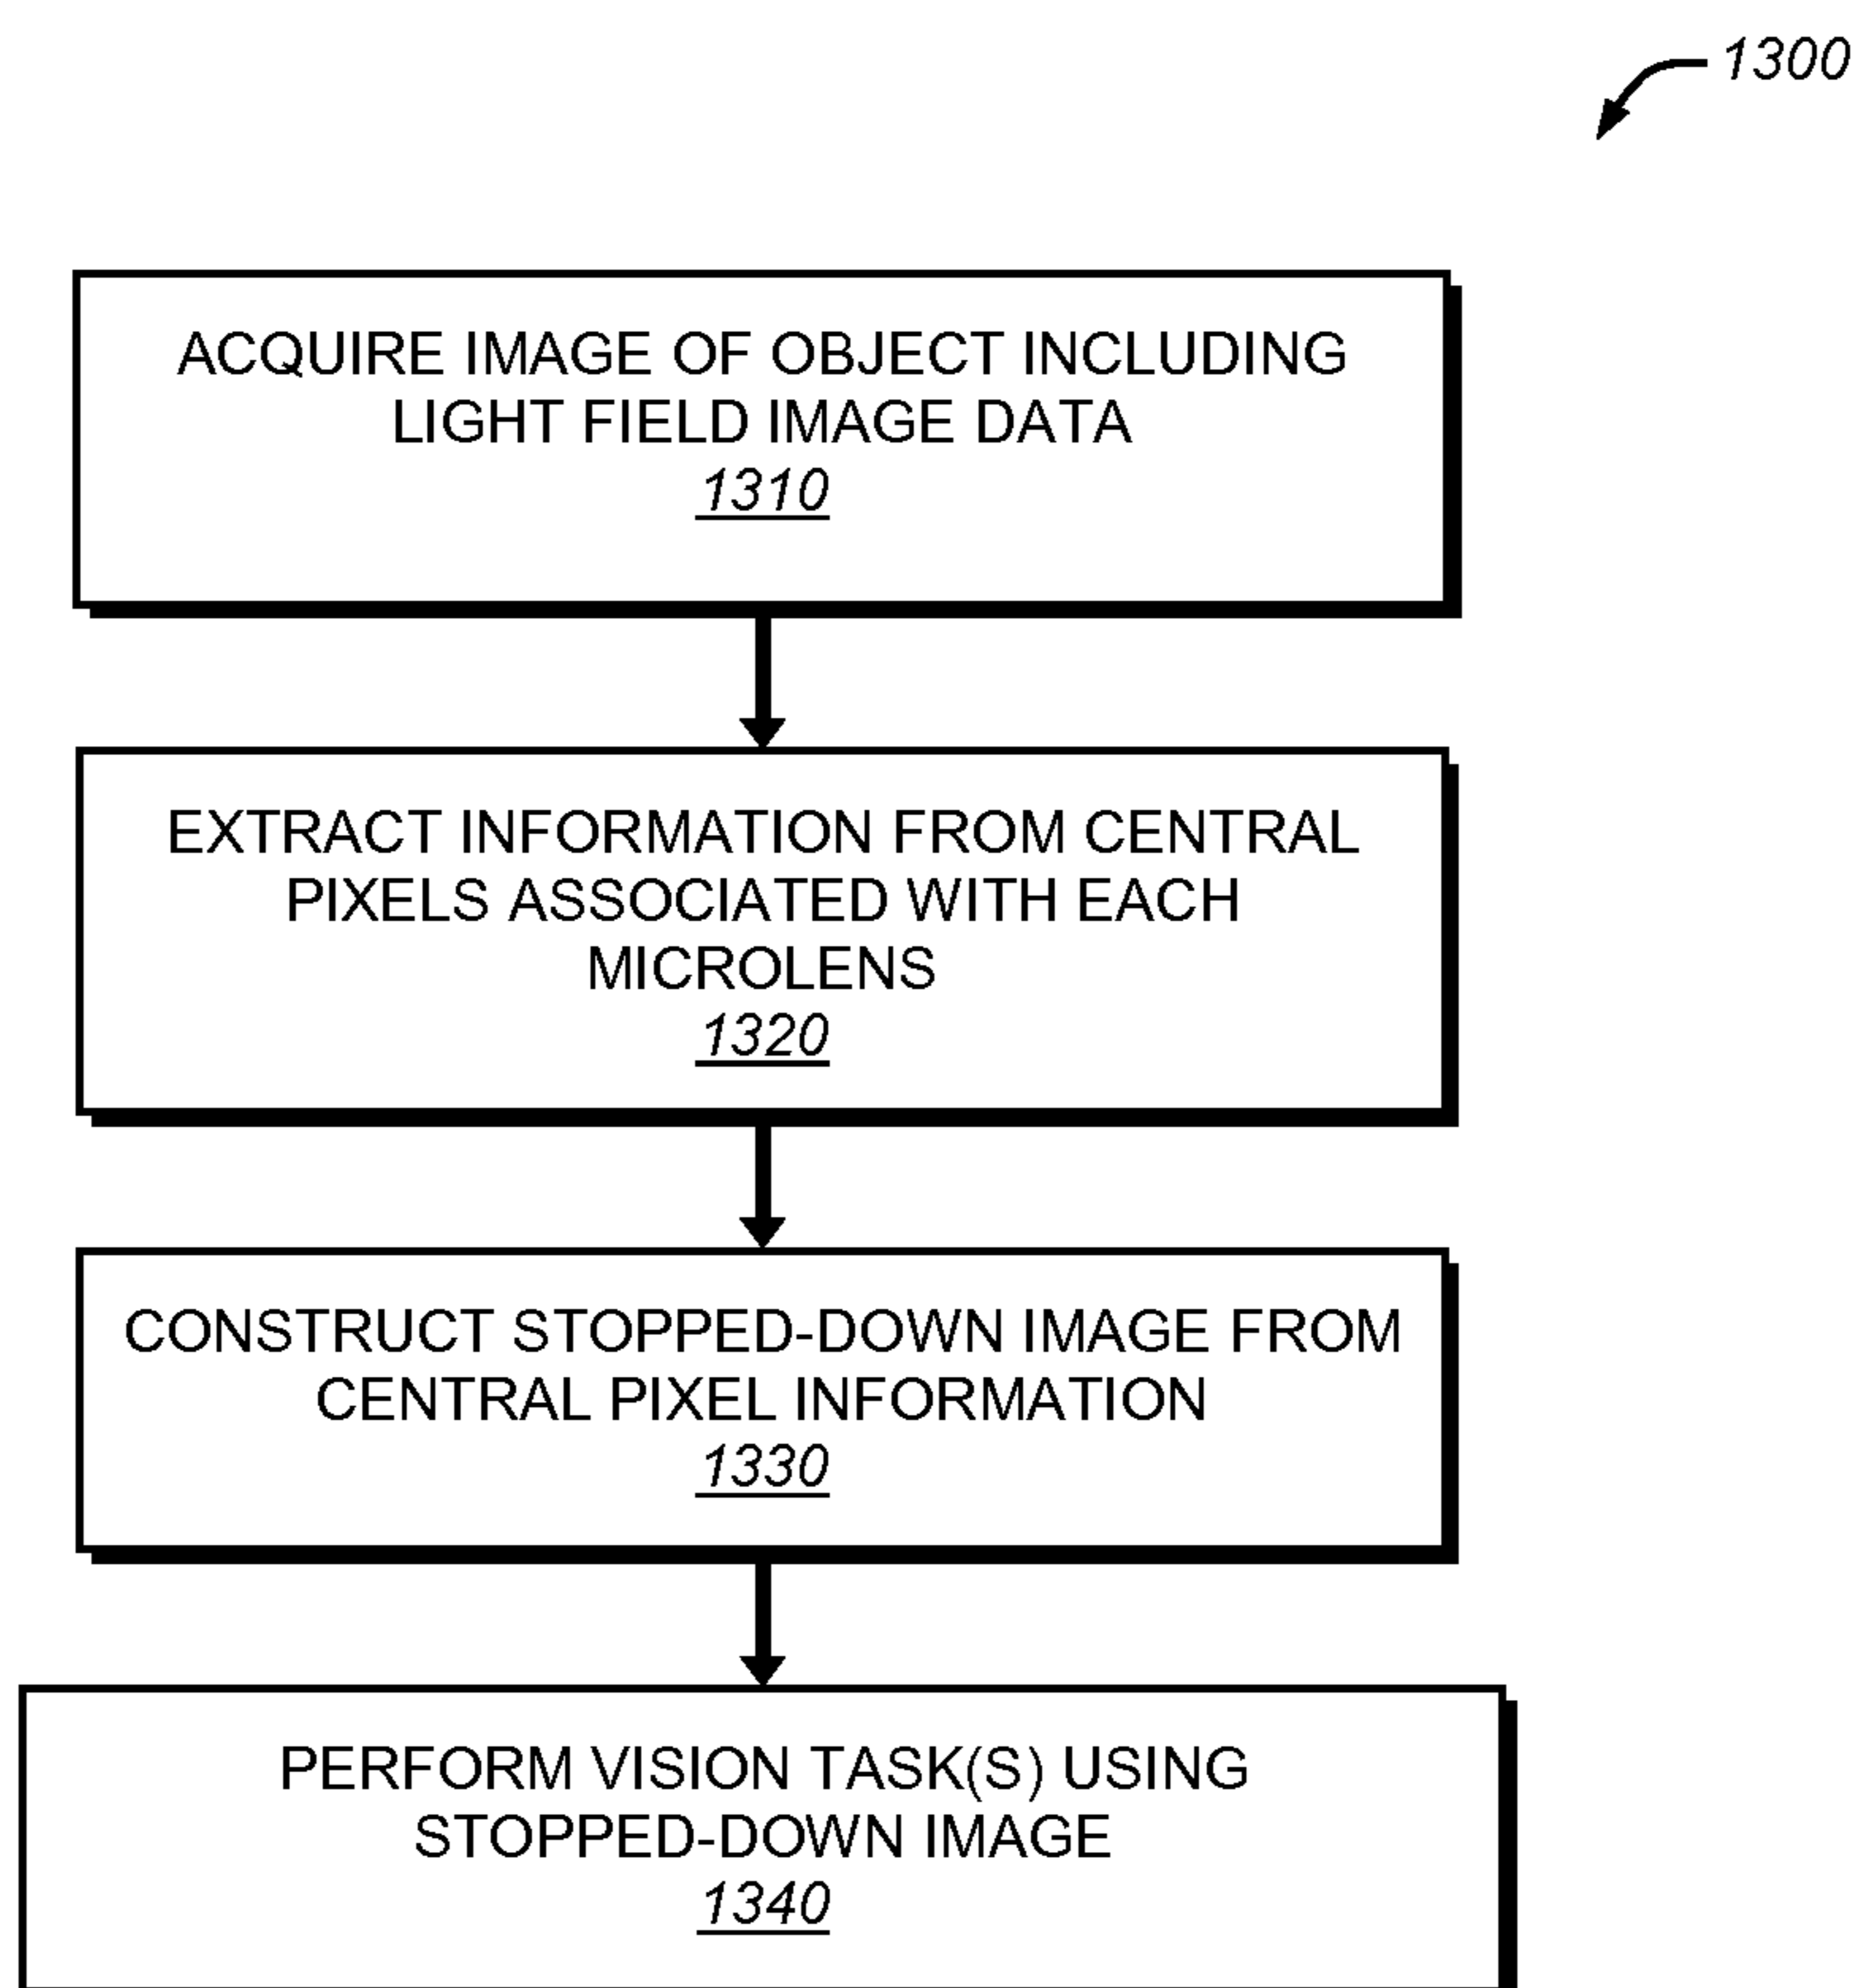 1300
ACQUIRE IMAGE OF OBJECT INCLUDING
LIGHT FIELD IMAGE DATA
1310
EXTRACT INFORMATION FROM CENTRAL
PIXELS ASSOCIATED WITH EACH
MICROLENS
1320
CONSTRUCT STOPPED-DOWN IMAGE FROM
CENTRAL PIXEL INFORMATION
1330
PERFORM VISION TASK(S) USING
STOPPED-DOWN IMAGE
1340